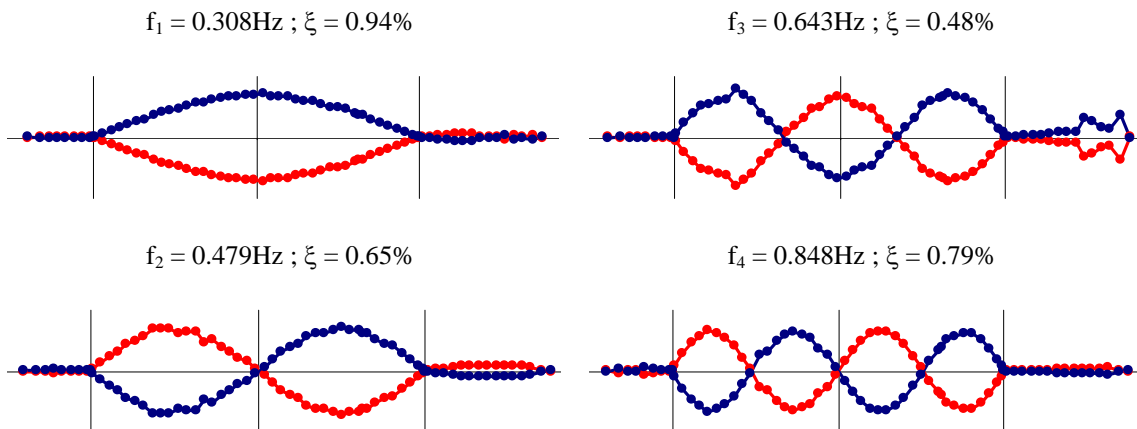 f₁ = 0.308Hz ; ξ = 0.94%
f₃ = 0.643Hz ; ξ = 0.48%
f₂ = 0.479Hz ; ξ = 0.65%
f₄ = 0.848Hz ; ξ = 0.79%